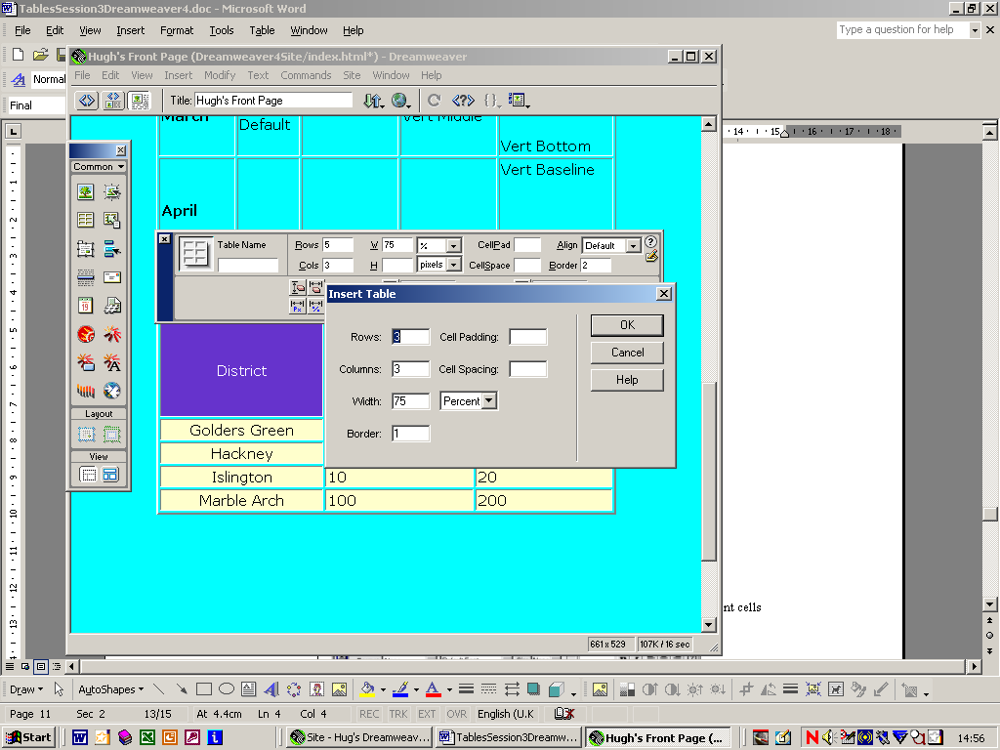 TablesSession3Dreamweaver4.doc - Microsoft Word
File Edit View Insert Format Tools Table Window Help
Type a question for help
Normal
Final
Hugh's Front Page (Dreamweaver4Site/index.html*) - Dreamweaver
File Edit View Insert Modify Text Commands Site Window Help
Title: Hugh's Front Page
14 15 16 17 18
March Default Vert Middle Vert Bottom
April Vert Baseline
Common
Layout
View
Table Name Rows 5 W 75 % CellPad Align Default
Cols 3 H pixels CellSpace Border 2
Insert Table
Rows: 3 Cell Padding: OK
Columns: 3 Cell Spacing: Cancel
Width: 75 Percent Help
Border: 1
District
Golders Green
Hackney
Islington 10 20
Marble Arch 100 200
nt cells
661 x 529 107K / 16 sec
Draw AutoShapes
Page 11 Sec 2 13/15 At 4.4cm Ln 4 Col 4 REC TRK EXT OVR English (U.K
Start Site - Hug's Dreamweav... TablesSession3Dreamw... Hugh's Front Page (... 14:56